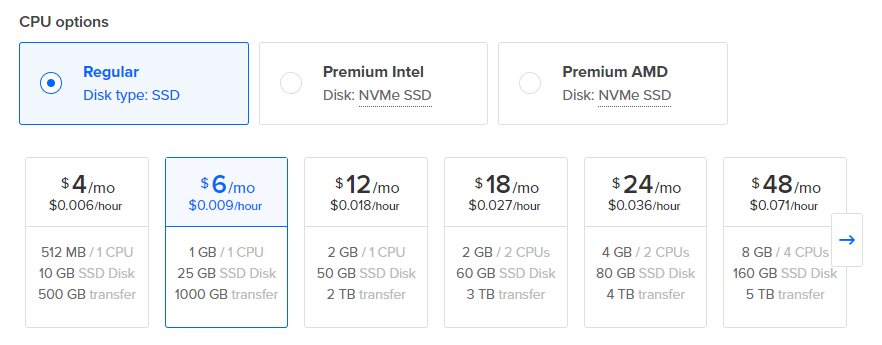 CPU options
Regular
Disk type: SSD
Premium Intel
Disk: NVMe SSD
Premium AMD
Disk: NVMe SSD
$4/mo
$0.006/hour
512 MB / 1 CPU
10 GB SSD Disk
500 GB transfer
$6/mo
$0.009/hour
1 GB / 1 CPU
25 GB SSD Disk
1000 GB transfer
$12/mo
$0.018/hour
2 GB / 1 CPU
50 GB SSD Disk
2 TB transfer
$18/mo
$0.027/hour
2 GB / 2 CPUs
60 GB SSD Disk
3 TB transfer
$24/mo
$0.036/hour
4 GB / 2 CPUs
80 GB SSD Disk
4 TB transfer
$48/mo
$0.071/hour
8 GB / 4 CPUs
160 GB SSD Disk
5 TB transfer